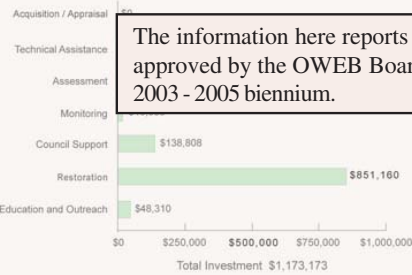 Acquisition / Appraisal $0
Technical Assistance
Assessment
Monitoring
Council Support $138,808
Restoration $851,160
Education and Outreach $48,310
$0 $250,000 $500,000 $750,000 $1,000,000
Total Investment $1,173,173
The information here reports
approved by the OWEB Boar
2003 - 2005 biennium.